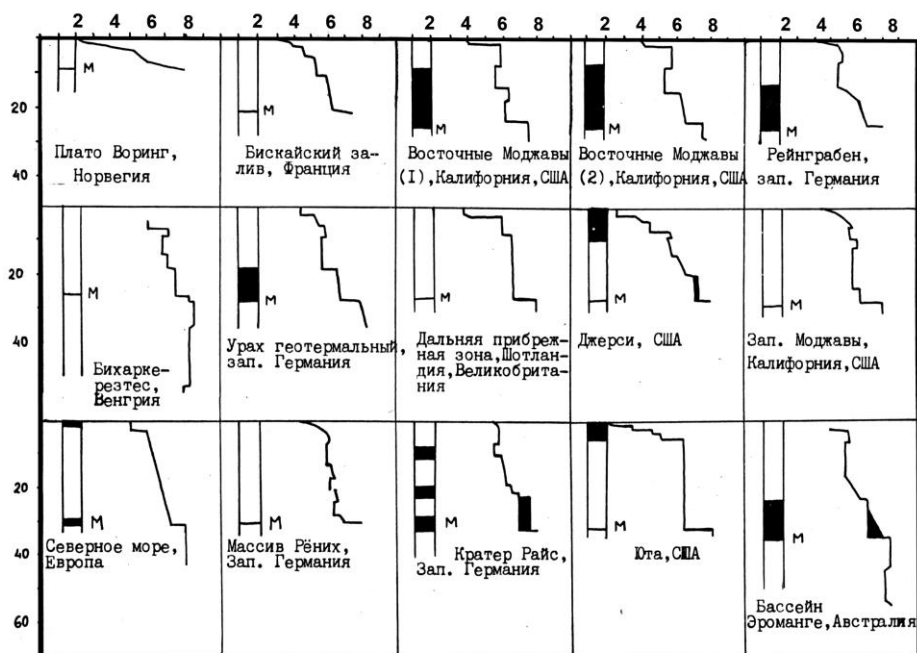 2 4 6 8 2 4 6 8 2 4 6 8 2 4 6 8 2 4 6 8
М М М М М
20
40
Плато Воринг,
Норвегия
Бискайский за-
лив, Франция
Восточные Моджавы
(I), Калифорния, США
Восточные Моджавы
(2), Калифорния, США
Рейнграбен,
зап. Германия
М М М М М
20
40
Бихарке-
резтес,
Венгрия
Урах геотермальный,
зап. Германия
Дальняя прибреж-
ная зона, Шотлан-
дия, Великобрита-
ния
Джерси, США
Зап. Моджавы,
Калифорния, США
М М М М М
20
40
60
Северное море,
Европа
Массив Рёних,
Зап. Германия
Кратер Райс,
Зап. Германия
Юта, США
Бассейн
Эроманге, Австралия